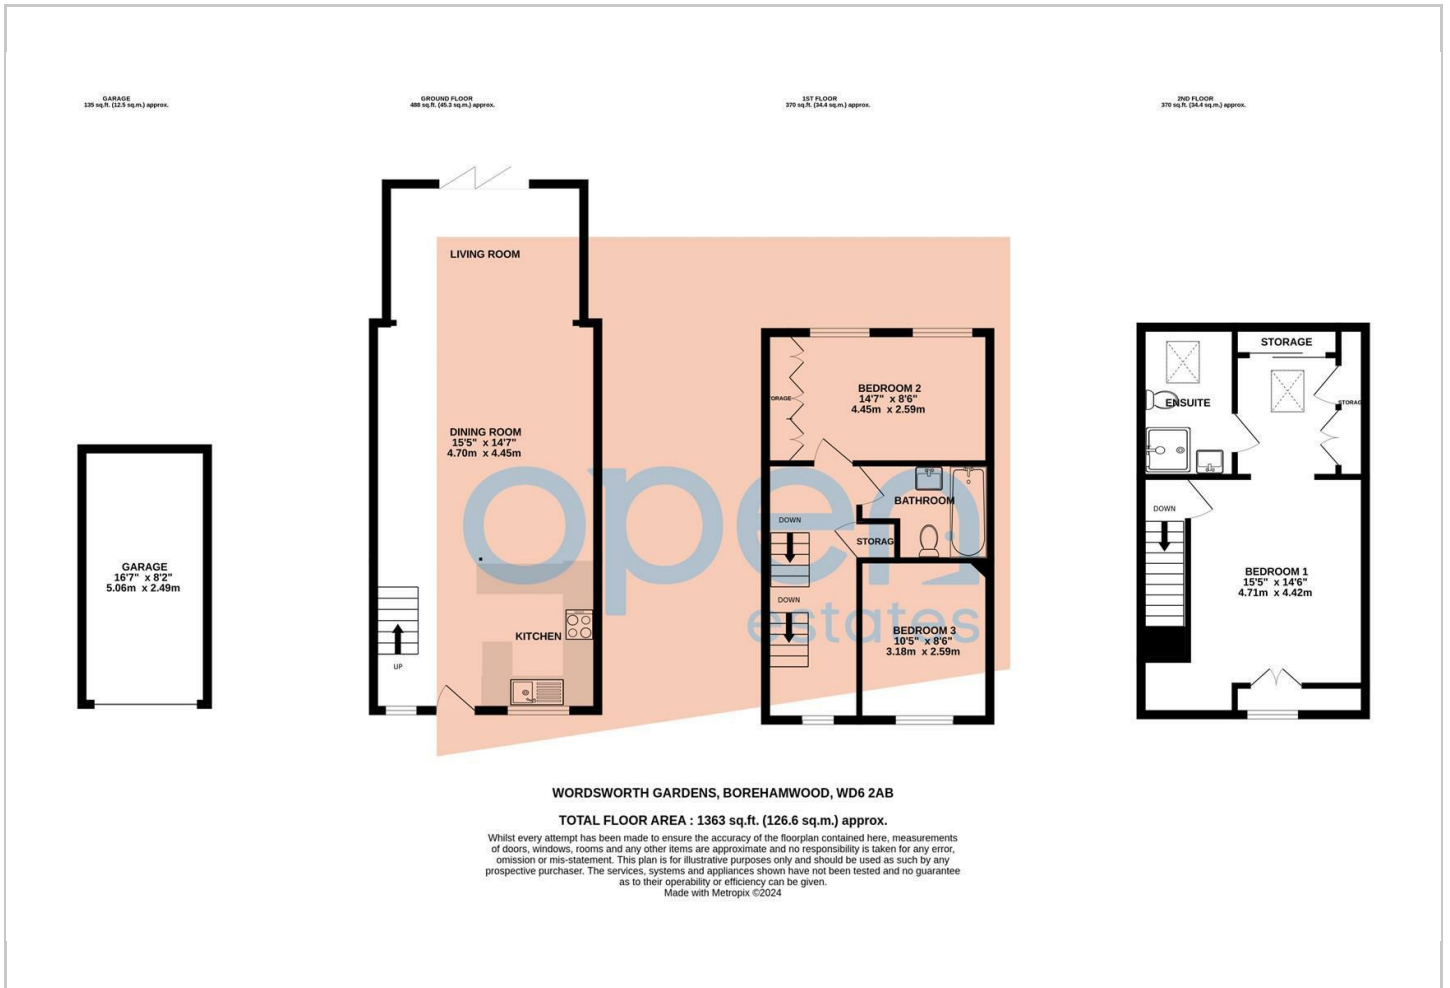 GARAGE
135 sq.ft. (12.5 sq.m.) approx.
GROUND FLOOR
488 sq.ft. (45.3 sq.m.) approx.
1ST FLOOR
370 sq.ft. (34.4 sq.m.) approx.
2ND FLOOR
370 sq.ft. (34.4 sq.m.) approx.
GARAGE
16'7" x 8'2"
5.06m x 2.49m
LIVING ROOM
DINING ROOM
15'5" x 14'7"
4.70m x 4.45m
KITCHEN
UP
BEDROOM 2
14'7" x 8'6"
4.45m x 2.59m
ORAGE
BATHROOM
DOWN
STORAG
DOWN
BEDROOM 3
10'5" x 8'6"
3.18m x 2.59m
open
estates
STORAGE
ENSUITE
STORAG
DOWN
BEDROOM 1
15'5" x 14'6"
4.71m x 4.42m
WORDSWORTH GARDENS, BOREHAMWOOD, WD6 2AB
TOTAL FLOOR AREA : 1363 sq.ft. (126.6 sq.m.) approx.
Whilst every attempt has been made to ensure the accuracy of the floorplan contained here, measurements
of doors, windows, rooms and any other items are approximate and no responsibility is taken for any error,
omission or mis-statement. This plan is for illustrative purposes only and should be used as such by any
prospective purchaser. The services, systems and appliances shown have not been tested and no guarantee
as to their operability or efficiency can be given.
Made with Metropix ©2024